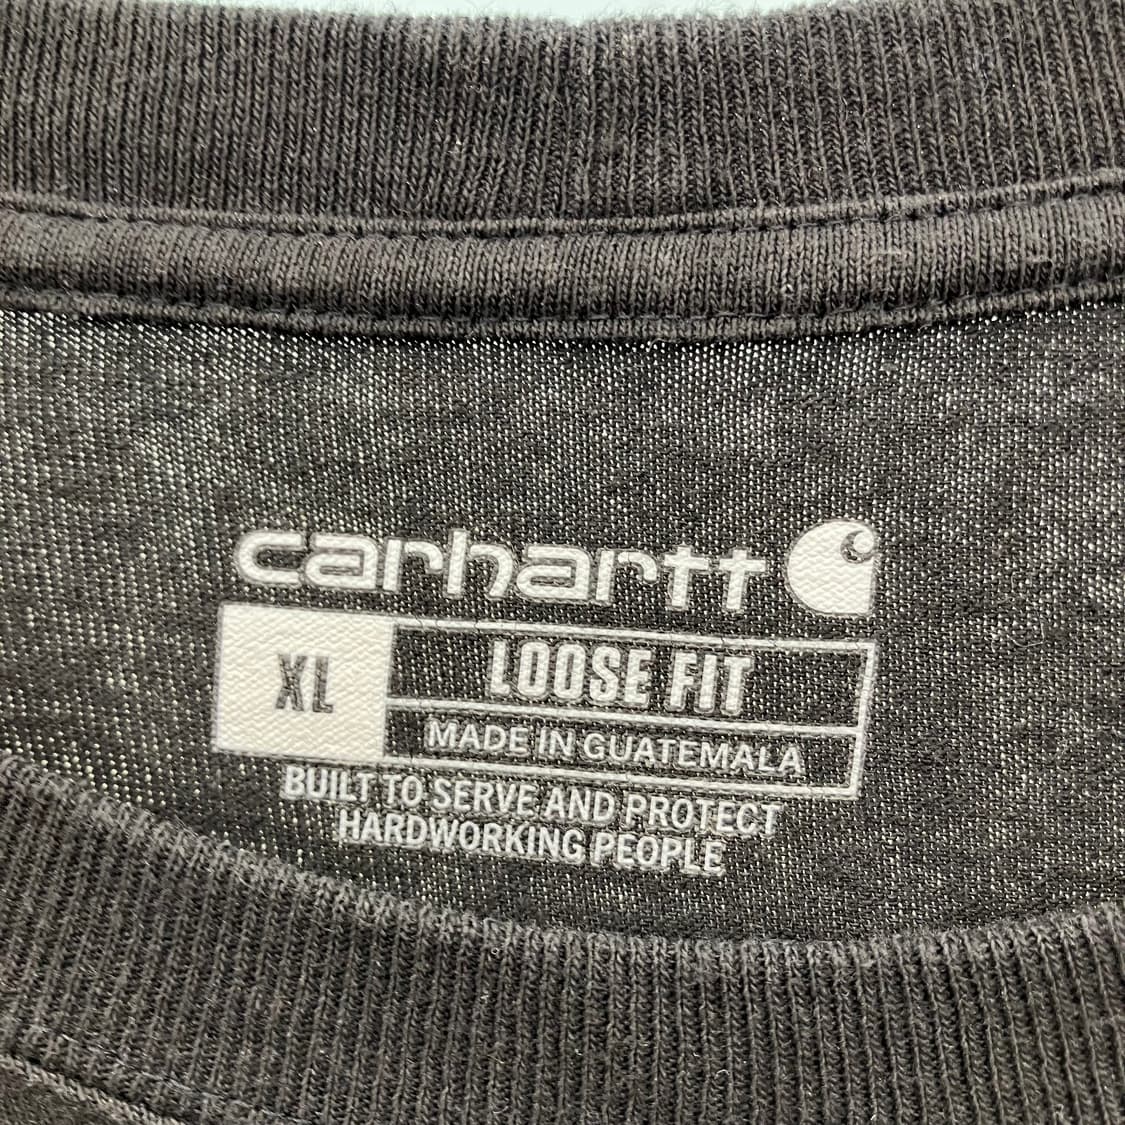 carhartt
XL
LOOSE FIT
MADE IN GUATEMALA
BUILT TO SERVE AND PROTECT
HARDWORKING PEOPLE